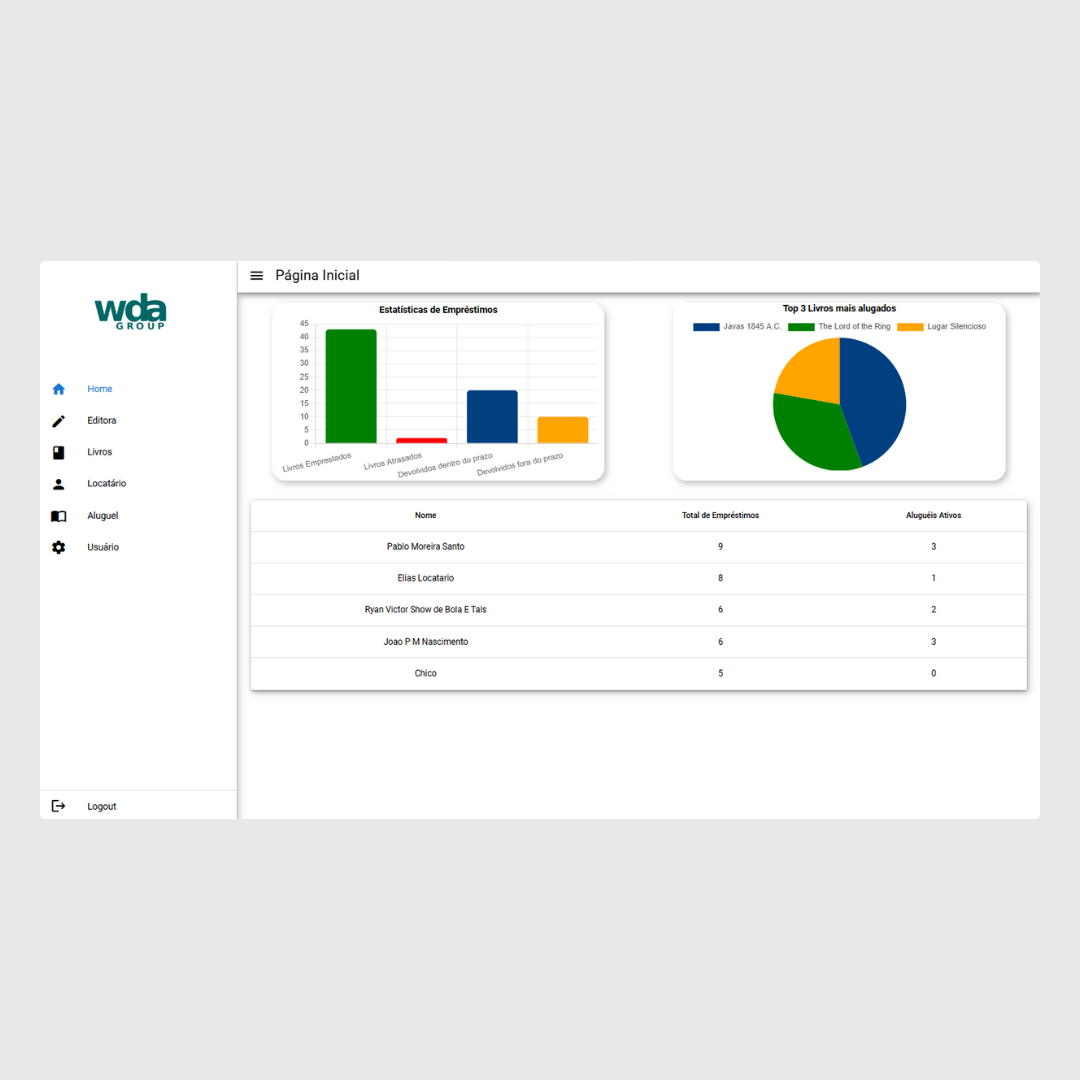 wda
GROUP
Home
Editora
Livros
Locatário
Aluguel
Usuário
Logout
Página Inicial
Estatísticas de Empréstimos
45
40
35
30
25
20
15
10
5
0
Livros Emprestados
Livros Atrasados
Devolvidos dentro do prazo
Devolvidos fora do prazo
Top 3 Livros mais alugados
Javas 1845 A.C. The Lord of the Ring Lugar Silencioso
Nome Total de Empréstimos Aluguéis Ativos
Pablo Moreira Santo 9 3
Elias Locatario 8 1
Ryan Victor Show de Bola E Tals 6 2
Joao P M Nascimento 6 3
Chico 5 0